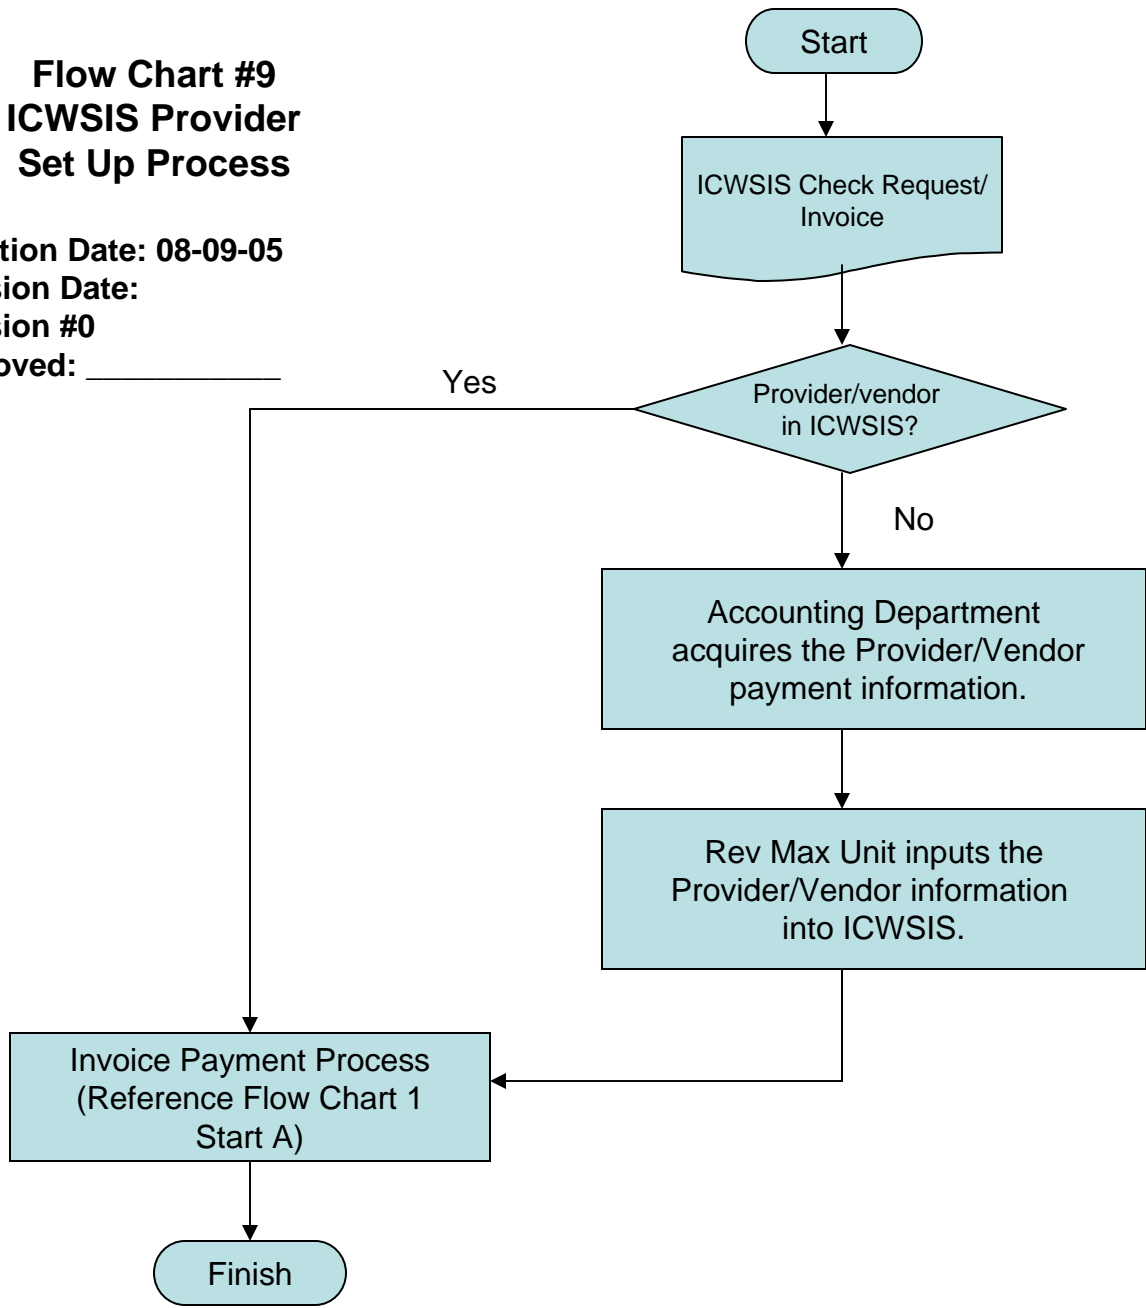 Start
Flow Chart #9
ICWSIS Provider
Set Up Process
ICWSIS Check Request/
Invoice
tion Date: 08-09-05
sion Date:
sion #0
oved: ___________
Yes
Provider/vendor
in ICWSIS?
No
Accounting Department
acquires the Provider/Vendor
payment information.
Rev Max Unit inputs the
Provider/Vendor information
into ICWSIS.
Invoice Payment Process
(Reference Flow Chart 1
Start A)
Finish